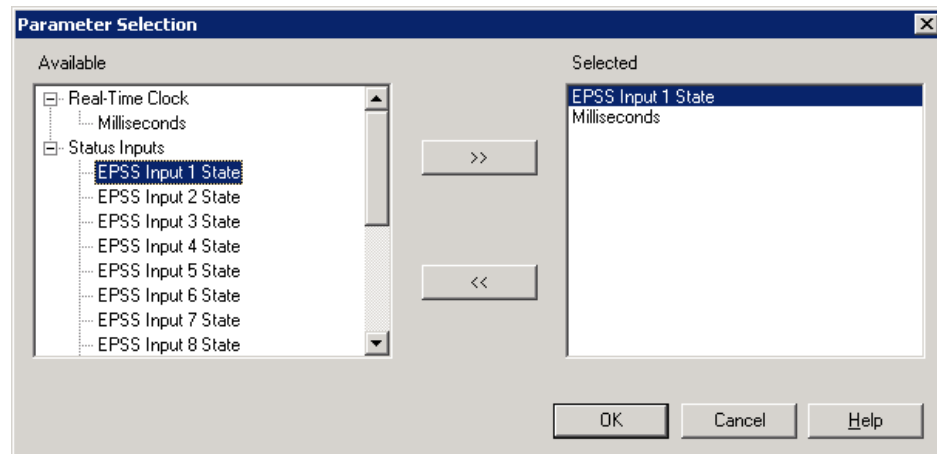 Parameter Selection
Available
Selected
Real-Time Clock
Milliseconds
Status Inputs
EPSS Input 1 State
EPSS Input 2 State
EPSS Input 3 State
EPSS Input 4 State
EPSS Input 5 State
EPSS Input 6 State
EPSS Input 7 State
EPSS Input 8 State
>>
<<
EPSS Input 1 State
Milliseconds
OK
Cancel
Help